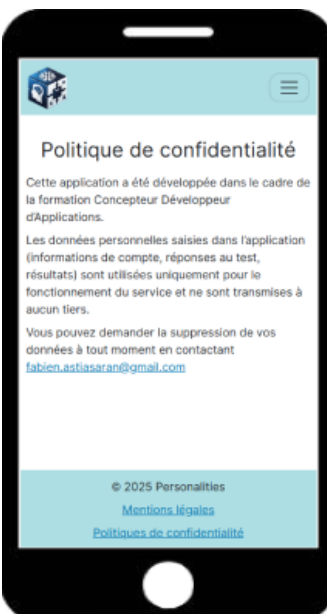 Politique de confidentialité
Cette application a été développée dans le cadre de
la formation Concepteur Développeur
d'Applications.
Les données personnelles saisies dans l'application
(informations de compte, réponses au test,
résultats) sont utilisées uniquement pour le
fonctionnement du service et ne sont transmises à
aucun tiers.
Vous pouvez demander la suppression de vos
données à tout moment en contactant
fabien.astiasaran@gmail.com
© 2025 Personalities
Mentions légales
Politiques de confidentialité